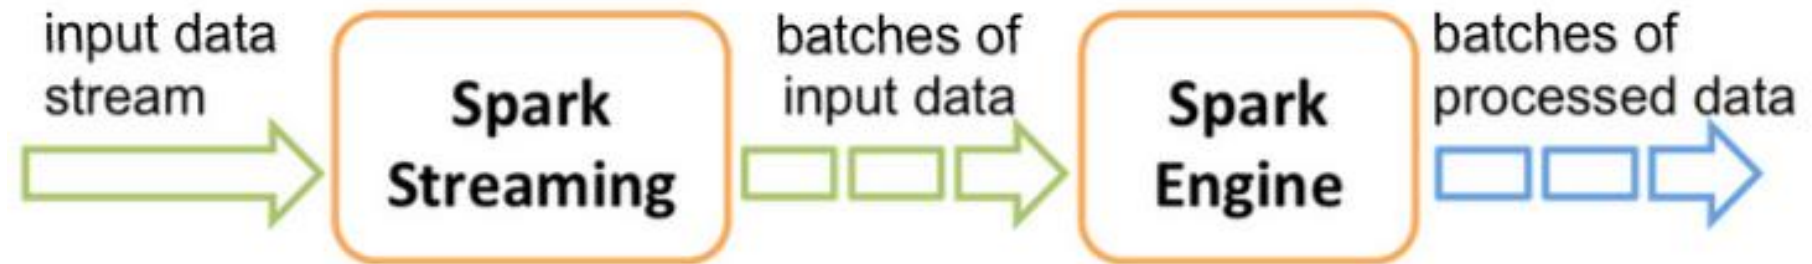 input data
stream
Spark
Streaming
batches of
input data
Spark
Engine
batches of
processed data